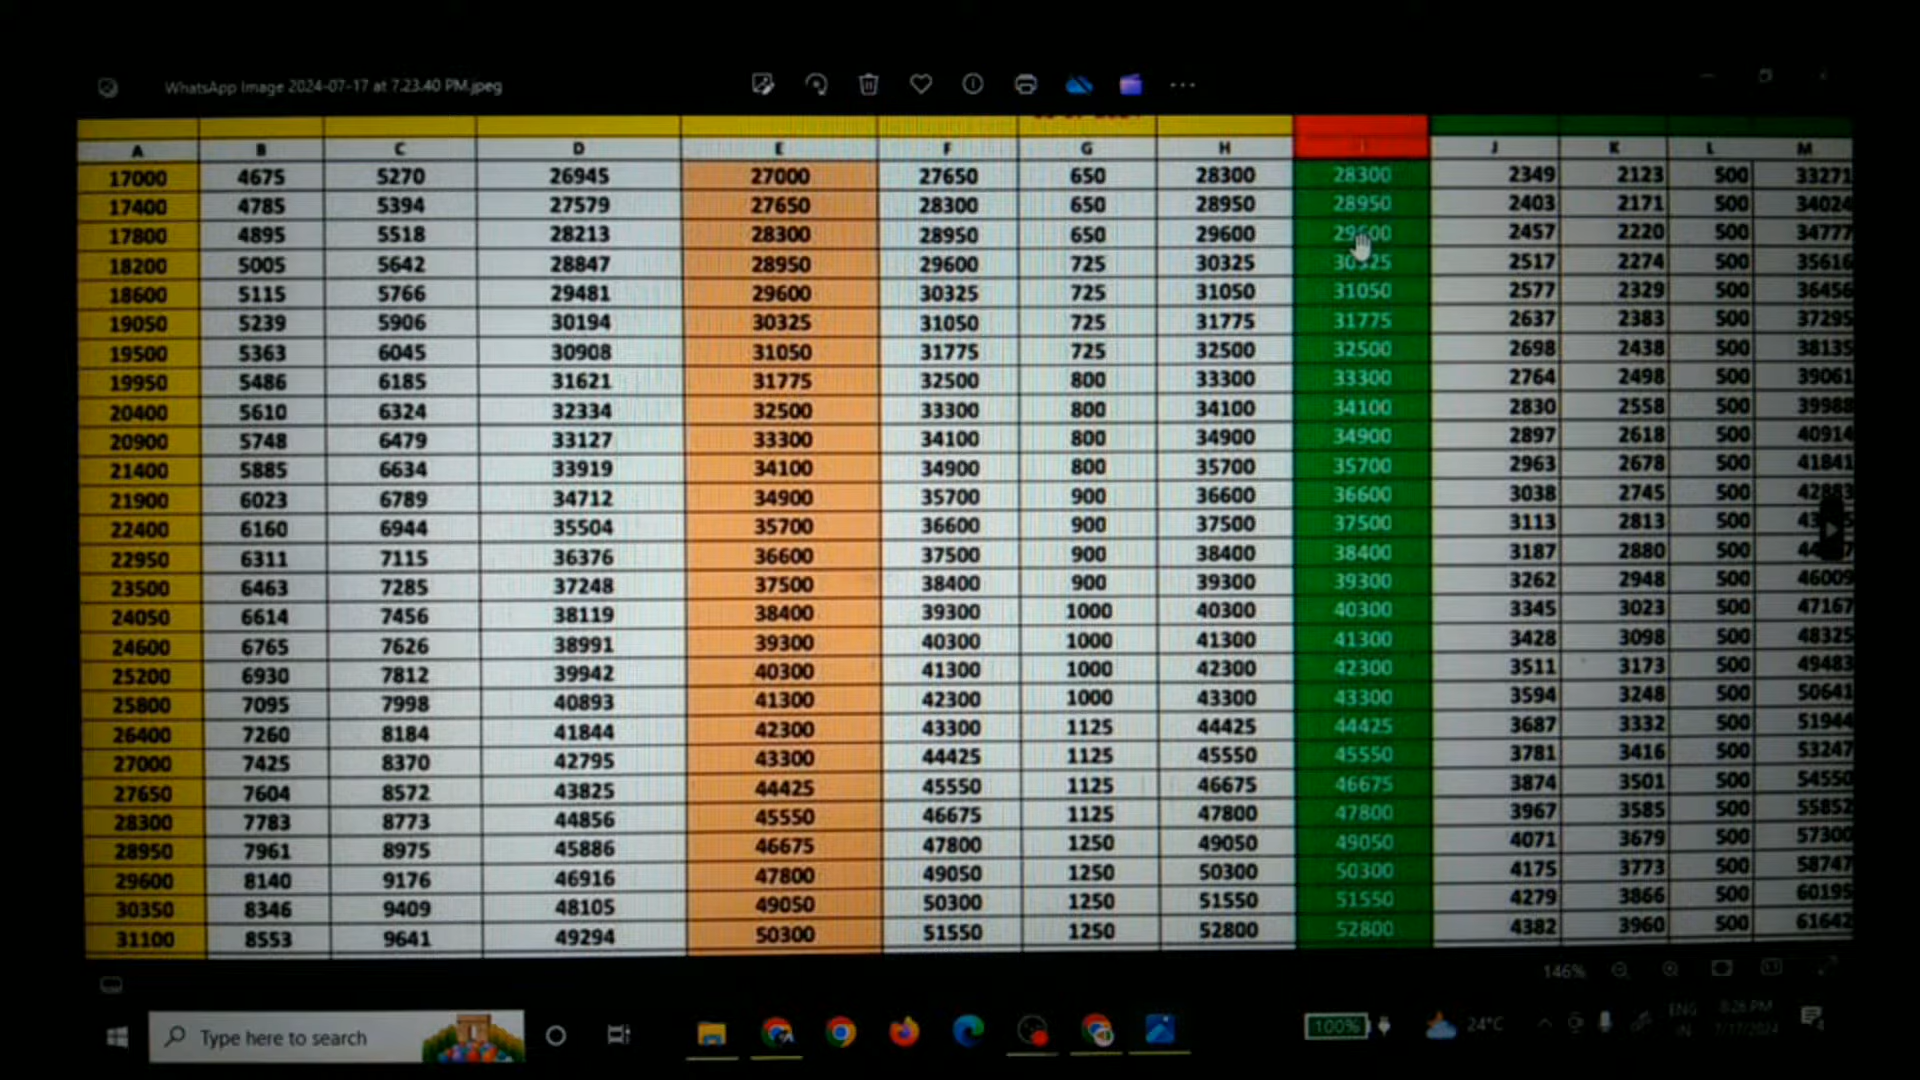 WhatsApp Image 2024-07-17 at 7.23.40 PM.jpeg
A B C D E F G H I J K L M
17000 4675 5270 26945 27000 27650 650 28300 28300 2349 2123 500 33271
17400 4785 5394 27579 27650 28300 650 28950 28950 2403 2171 500 34024
17800 4895 5518 28213 28300 28950 650 29600 29600 2457 2220 500 34777
18200 5005 5642 28847 28950 29600 725 30325 30325 2517 2274 500 35616
18600 5115 5766 29481 29600 30325 725 31050 31050 2577 2329 500 36456
19050 5239 5906 30194 30325 31050 725 31775 31775 2637 2383 500 37295
19500 5363 6045 30908 31050 31775 725 32500 32500 2698 2438 500 38135
19950 5486 6185 31621 31775 32500 800 33300 33300 2764 2498 500 39061
20400 5610 6324 32334 32500 33300 800 34100 34100 2830 2558 500 39988
20900 5748 6479 33127 33300 34100 800 34900 34900 2897 2618 500 40914
21400 5885 6634 33919 34100 34900 800 35700 35700 2963 2678 500 41841
21900 6023 6789 34712 34900 35700 900 36600 36600 3038 2745 500 42883
22400 6160 6944 35504 35700 36600 900 37500 37500 3113 2813 500
22950 6311 7115 36376 36600 37500 900 38400 38400 3187 2880 500
23500 6463 7285 37248 37500 38400 900 39300 39300 3262 2948 500 46009
24050 6614 7456 38119 38400 39300 1000 40300 40300 3345 3023 500 47167
24600 6765 7626 38991 39300 40300 1000 41300 41300 3428 3098 500 48325
25200 6930 7812 39942 40300 41300 1000 42300 42300 3511 3173 500 49483
25800 7095 7998 40893 41300 42300 1000 43300 43300 3594 3248 500 50641
26400 7260 8184 41844 42300 43300 1125 44425 44425 3687 3332 500 51944
27000 7425 8370 42795 43300 44425 1125 45550 45550 3781 3416 500 53247
27650 7604 8572 43825 44425 45550 1125 46675 46675 3874 3501 500 54550
28300 7783 8773 44856 45550 46675 1125 47800 47800 3967 3585 500 55852
28950 7961 8975 45886 46675 47800 1250 49050 49050 4071 3679 500 57300
29600 8140 9176 46916 47800 49050 1250 50300 50300 4175 3773 500 58747
30350 8346 9409 48105 49050 50300 1250 51550 51550 4279 3866 500 60195
31100 8553 9641 49294 50300 51550 1250 52800 52800 4382 3960 500 61642
146%
Type here to search
100%
24°C
ENG
IN
8:26 PM
7/17/2024